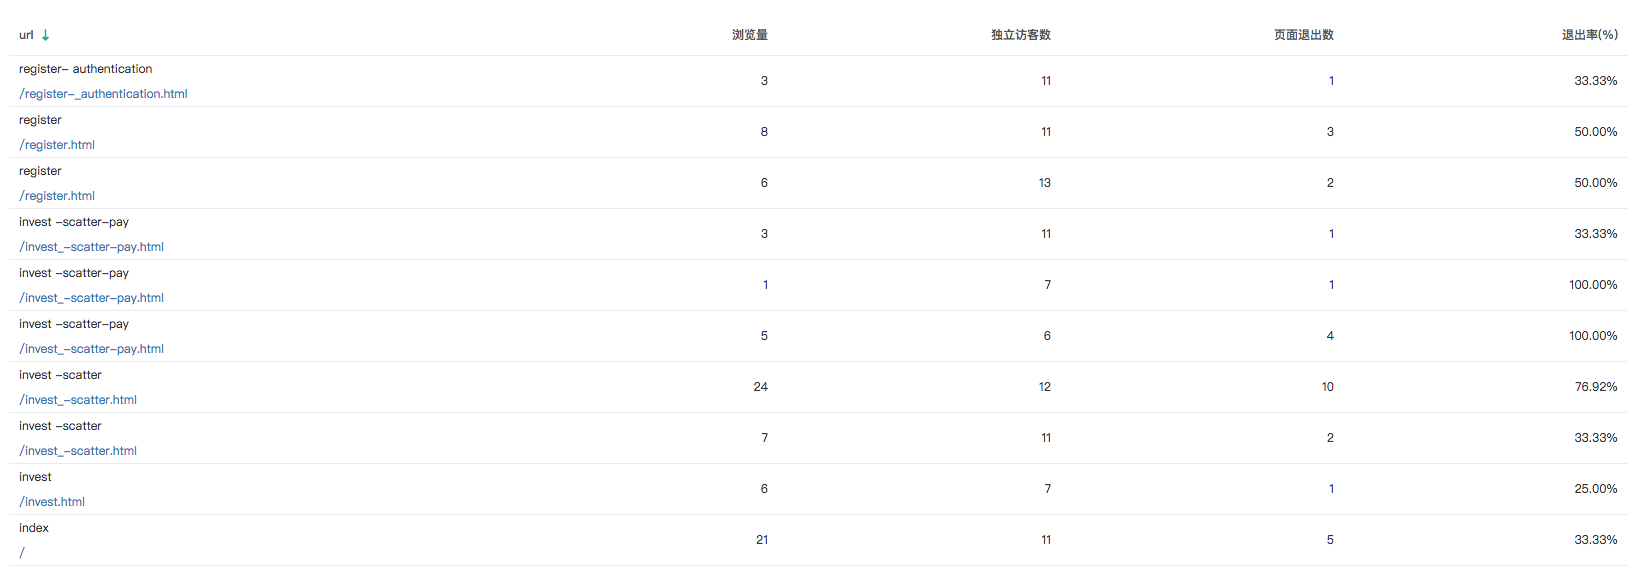 url ↓ 浏览量 独立访客数 页面退出数 退出率(%)
register- authentication
3 11 1 33.33%
/register-_authentication.html
register
8 11 3 50.00%
/register.html
register
6 13 2 50.00%
/register.html
invest -scatter-pay
3 11 1 33.33%
/invest_-scatter-pay.html
invest -scatter-pay
1 7 1 100.00%
/invest_-scatter-pay.html
invest -scatter-pay
5 6 4 100.00%
/invest_-scatter-pay.html
invest -scatter
24 12 10 76.92%
/invest_-scatter.html
invest -scatter
7 11 2 33.33%
/invest_-scatter.html
invest
6 7 1 25.00%
/invest.html
index
21 11 5 33.33%
/